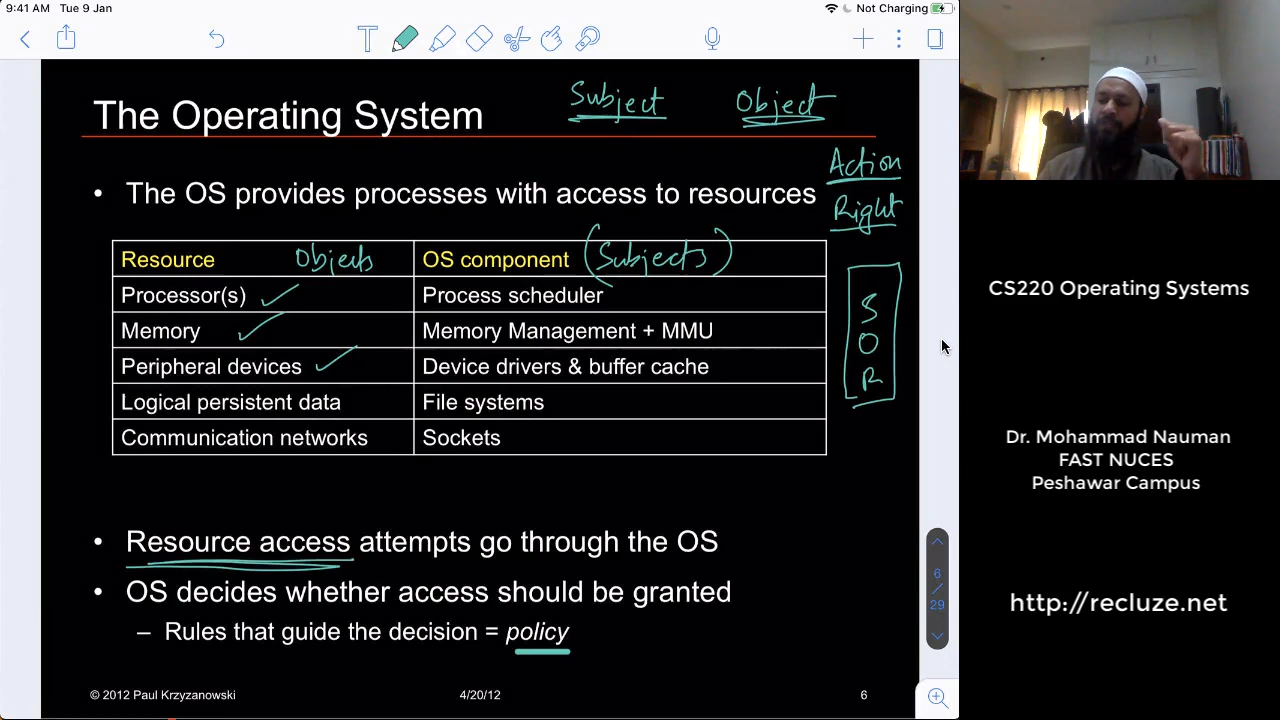 9:41 AM Tue 9 Jan
Not Charging
The Operating System
Subject
Object
Action
Right
• The OS provides processes with access to resources
Resource Objects OS component (Subjects)
Processor(s) Process scheduler
Memory Memory Management + MMU
Peripheral devices Device drivers & buffer cache
Logical persistent data File systems
Communication networks Sockets
S
O
R
• Resource access attempts go through the OS
• OS decides whether access should be granted
– Rules that guide the decision = policy
© 2012 Paul Krzyzanowski 4/20/12 6
6
/
29
CS220 Operating Systems
Dr. Mohammad Nauman
FAST NUCES
Peshawar Campus
http://recluze.net